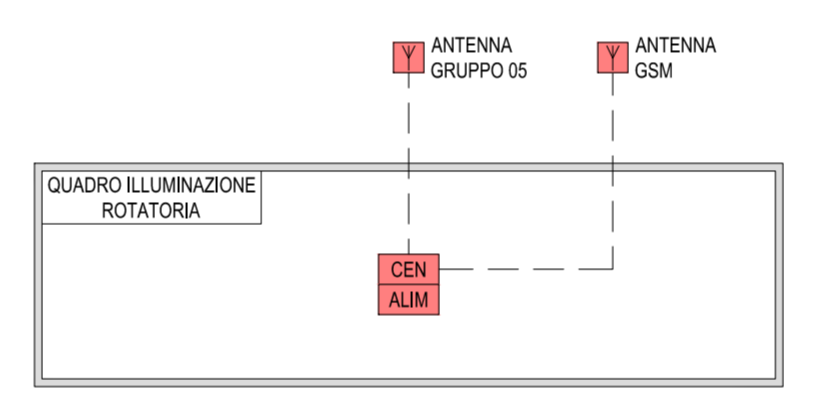 ANTENNA
GRUPPO 05
ANTENNA
GSM
QUADRO ILLUMINAZIONE
ROTATORIA
CEN
ALIM